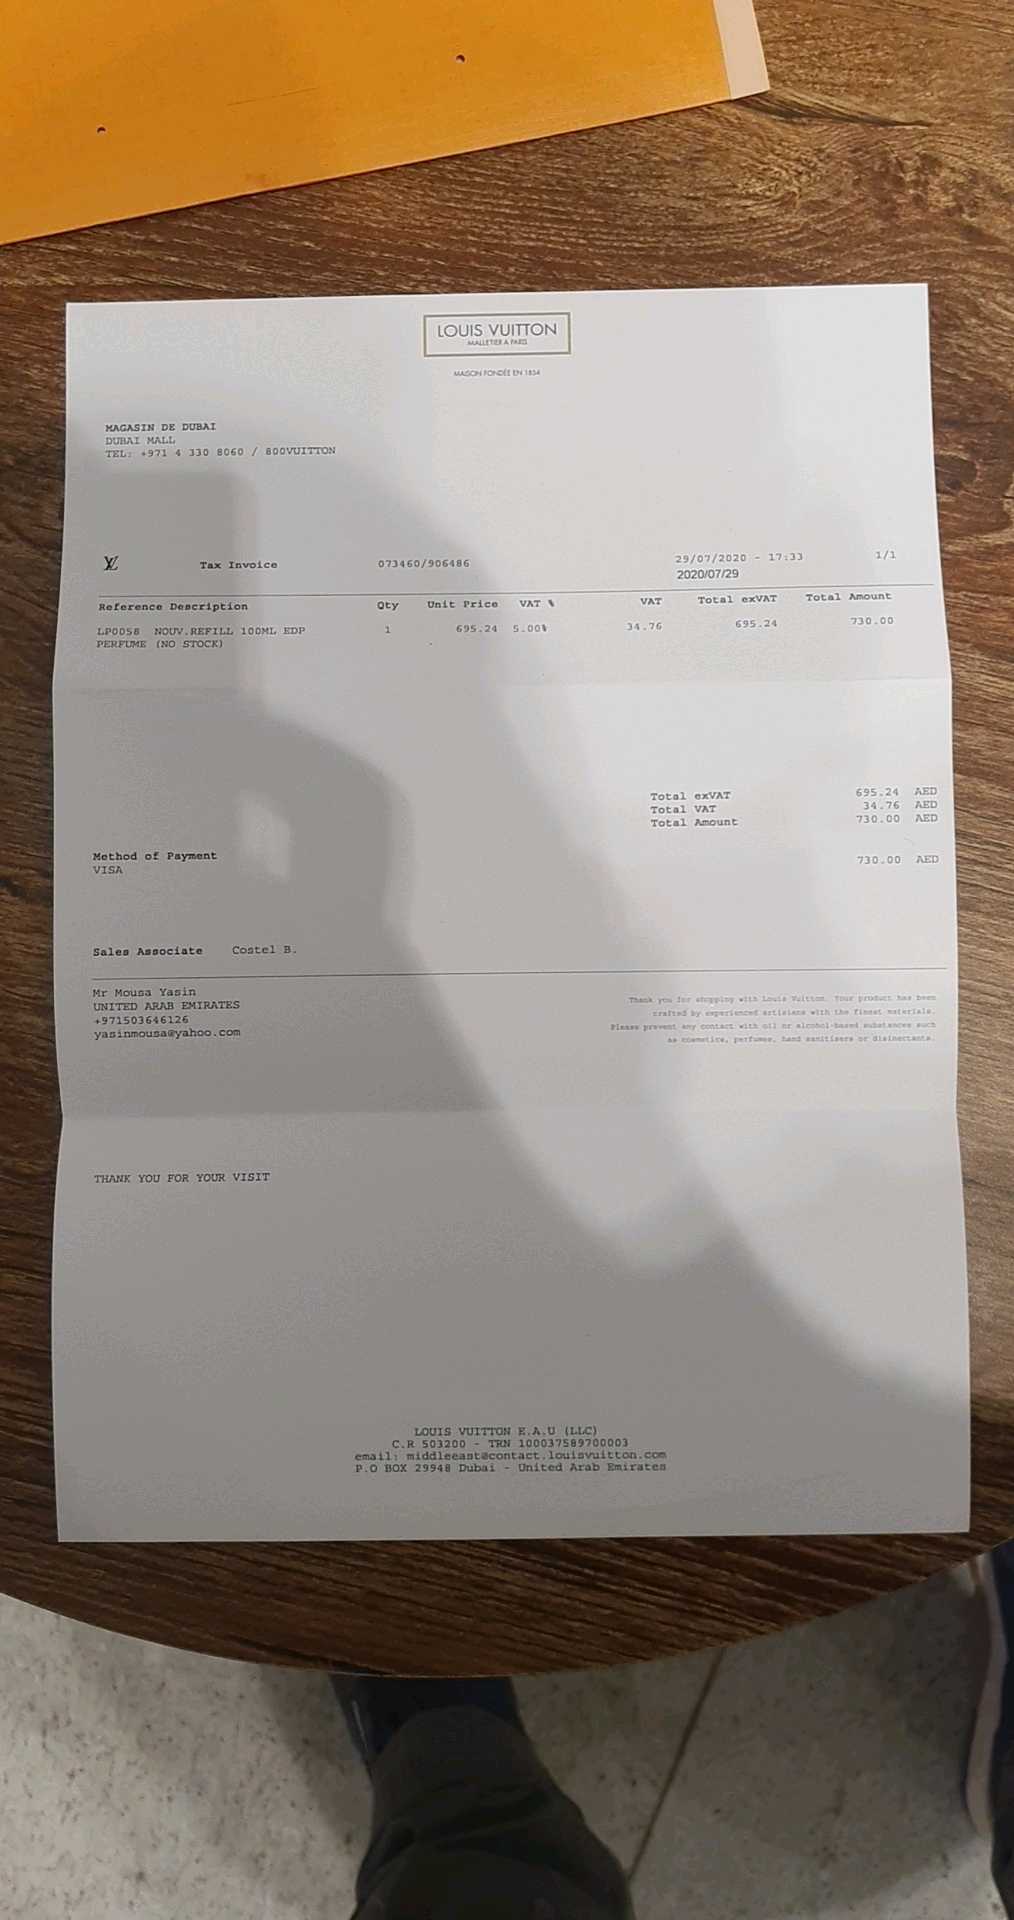 LOUIS VUITTON
MALLETIER A PARIS
MAISON FONDÉE EN 1854
MAGASIN DE DUBAI
DUBAI MALL
TEL: +971 4 330 8060 / 800VUITTON
LV Tax Invoice 073460/906486 29/07/2020 - 17:33 1/1
2020/07/29
Reference Description Qty Unit Price VAT % VAT Total exVAT Total Amount
LP0058 NOUV.REFILL 100ML EDP 1 695.24 5.00% 34.76 695.24 730.00
PERFUME (NO STOCK)
Total exVAT 695.24 AED
Total VAT 34.76 AED
Total Amount 730.00 AED
Method of Payment 730.00 AED
VISA
Sales Associate Costel B.
Mr Mousa Yasin
UNITED ARAB EMIRATES
+971503646126
yasinmousa@yahoo.com
Thank you for shopping with Louis Vuitton. Your product has been
crafted by experienced artisians with the finest materials.
Please prevent any contact with oil or alcohol-based substances such
as cosmetics, perfumes, hand sanitisers or disinectants.
THANK YOU FOR YOUR VISIT
LOUIS VUITTON E.A.U (LLC)
C.R 503200 - TRN 100037589700003
email: middleeast@contact.louisvuitton.com
P.O BOX 29948 Dubai - United Arab Emirates